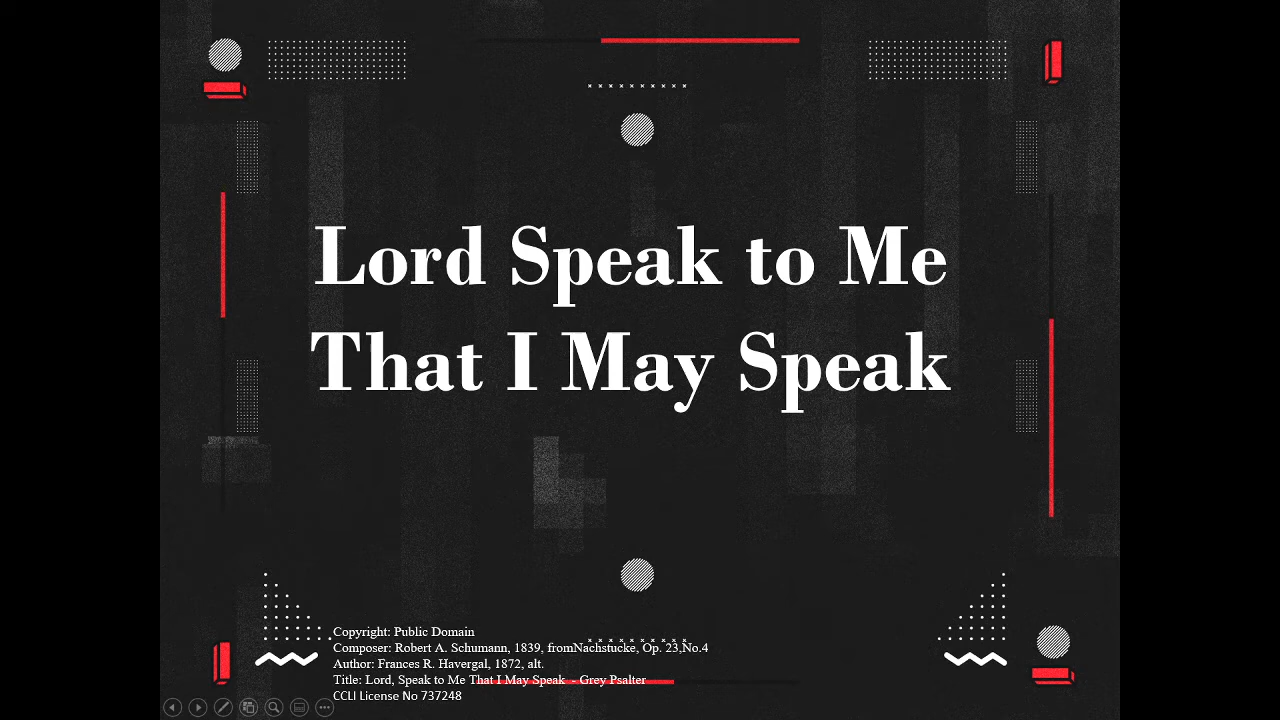 Lord Speak to Me
That I May Speak
Copyright: Public Domain
Composer: Robert A. Schumann, 1839, fromNachstucke, Op. 23,No.4
Author: Frances R. Havergal, 1872, alt.
Title: Lord, Speak to Me That I May Speak - Grey Psalter
CCLI License No 737248